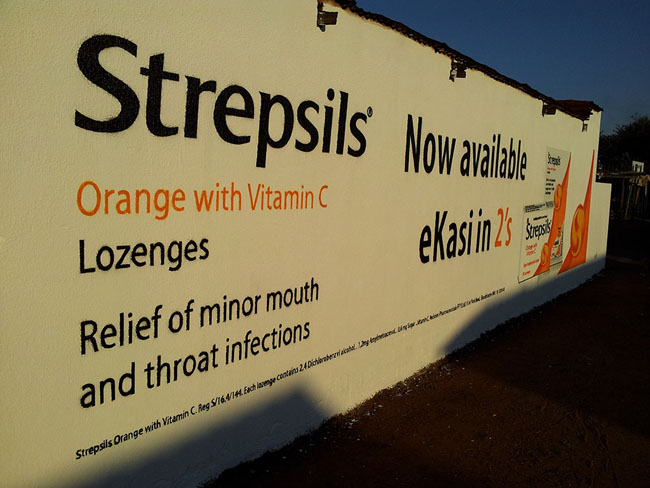 Strepsils®
Orange with Vitamin C
Lozenges
Relief of minor mouth
and throat infections
Now available
eKasi in 2's
Strepsils
Strepsils
Strepsils Orange with Vitamin C. Reg S/16.4/144. Each lozenge contains 2,4 Dichlorobenzyl alcohol